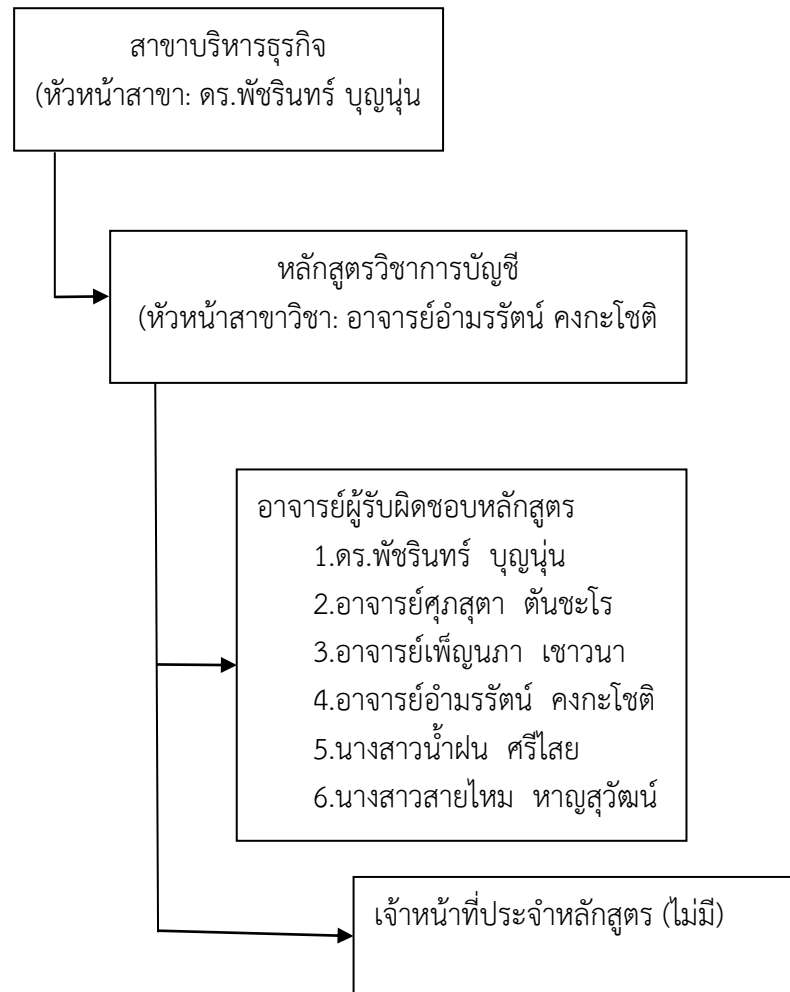 สาขาบริหารธุรกิจ
(หัวหน้าสาขา: ดร.พัชรินทร์ บุญนุ่น
หลักสูตรวิชาการบัญชี
(หัวหน้าสาขาวิชา: อาจารย์อำมรรัตน์ คงกะโชติ
อาจารย์ผู้รับผิดชอบหลักสูตร
1.ดร.พัชรินทร์ บุญนุ่น
2.อาจารย์ศุภสุตา ตันชะโร
3.อาจารย์เพ็ญนภา เชาวนา
4.อาจารย์อำมรรัตน์ คงกะโชติ
5.นางสาวน้ำฝน ศรีไสย
6.นางสาวสายไหม หาญสุวัฒน์
เจ้าหน้าที่ประจำหลักสูตร (ไม่มี)